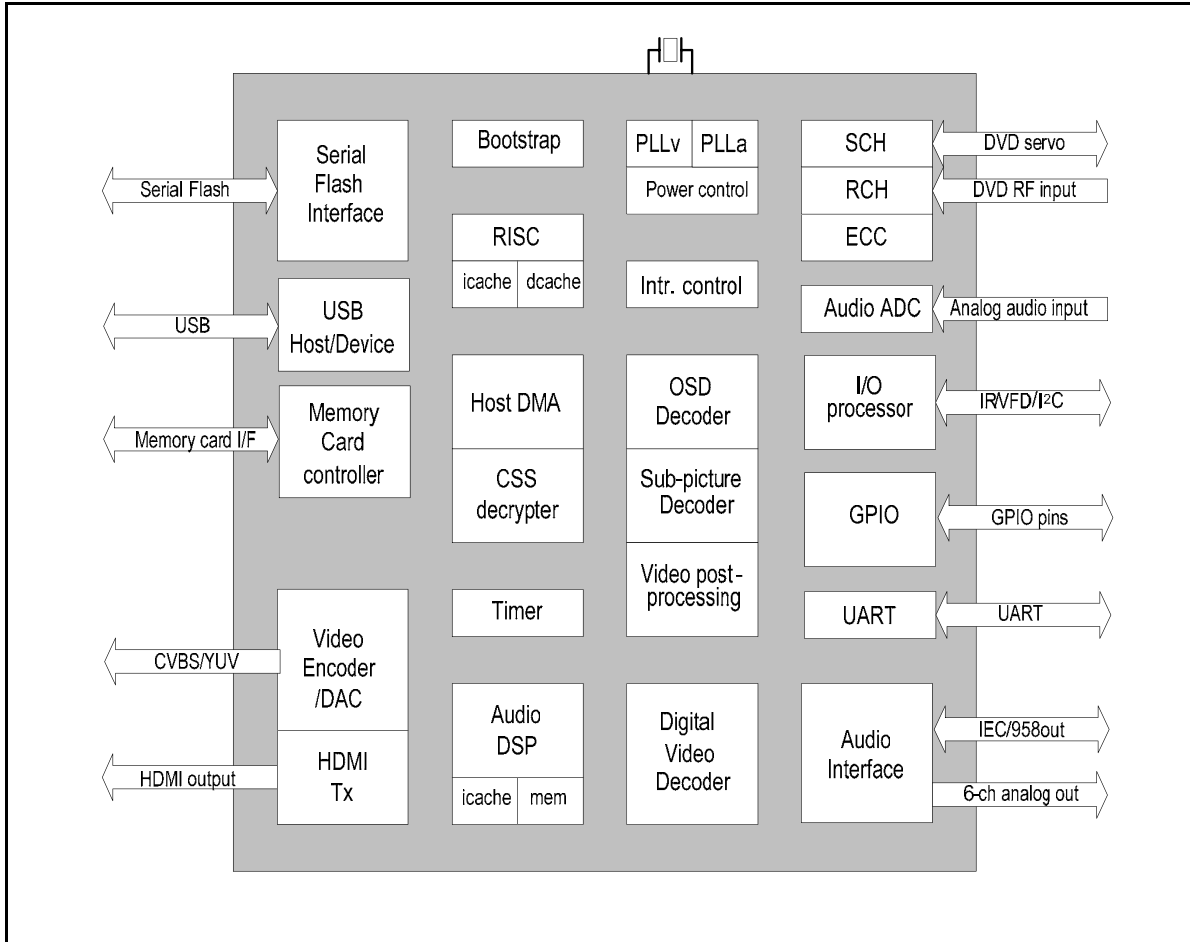 Serial Flash
Serial
Flash
Interface
USB
USB
Host/Device
Memory card I/F
Memory
Card
controller
CVBS/YUV
Video
Encoder
/DAC
HDMI output
HDMI
Tx
Bootstrap
RISC
icache
dcache
Host DMA
CSS
decrypter
Timer
Audio
DSP
icache
mem
PLLv
PLLa
Power control
Intr. control
OSD
Decoder
Sub-picture
Decoder
Video post-
processing
Digital
Video
Decoder
SCH
DVD servo
RCH
DVD RF input
ECC
Audio ADC
Analog audio input
I/O
processor
IR/VFD/I²C
GPIO
GPIO pins
UART
UART
Audio
Interface
IEC/958out
6-ch analog out